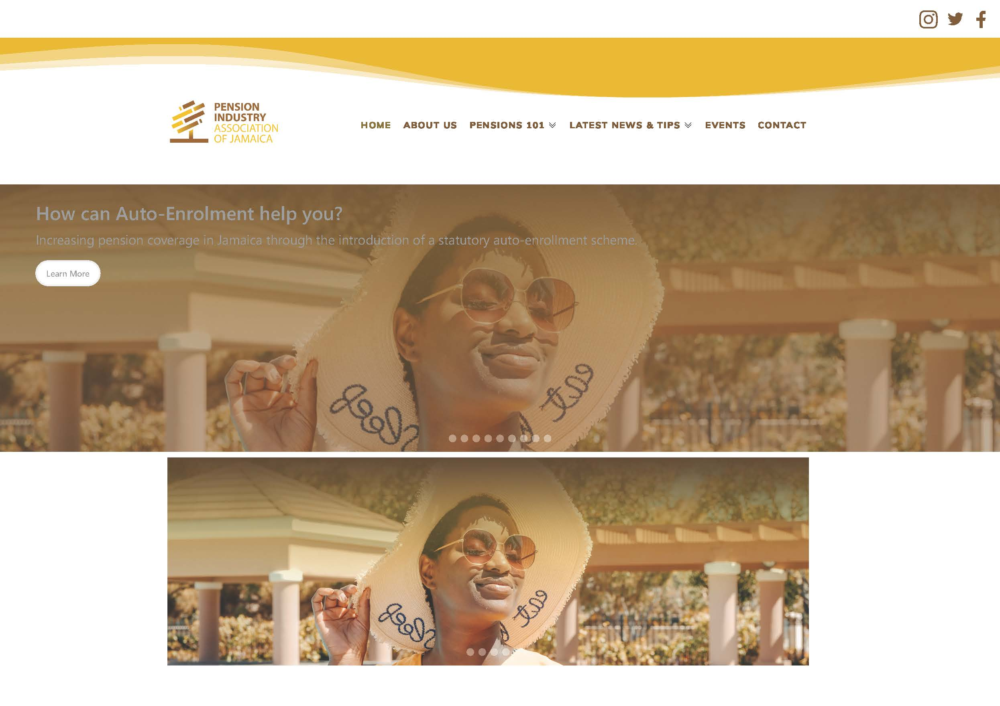 PENSION
INDUSTRY
ASSOCIATION
OF JAMAICA
HOME ABOUT US PENSIONS 101 LATEST NEWS & TIPS EVENTS CONTACT
How can Auto-Enrolment help you?
Increasing pension coverage in Jamaica through the introduction of a statutory auto-enrollment scheme.
Learn More